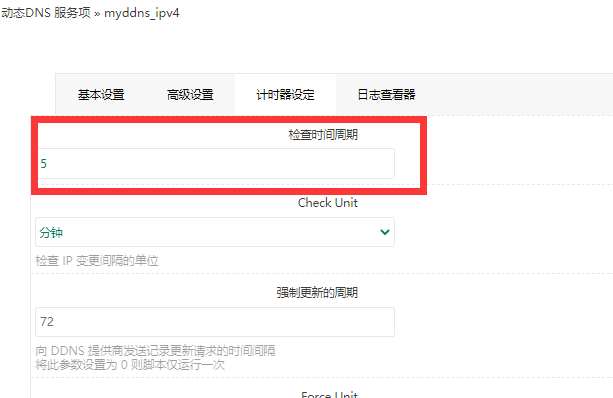 动态DNS 服务项 » myddns_ipv4
基本设置 高级设置 计时器设定 日志查看器
检查时间周期
5
Check Unit
分钟
检查 IP 变更间隔的单位
强制更新的周期
72
向 DDNS 提供商发送记录更新请求的时间间隔
将此参数设置为 0 则脚本仅运行一次
Force Unit